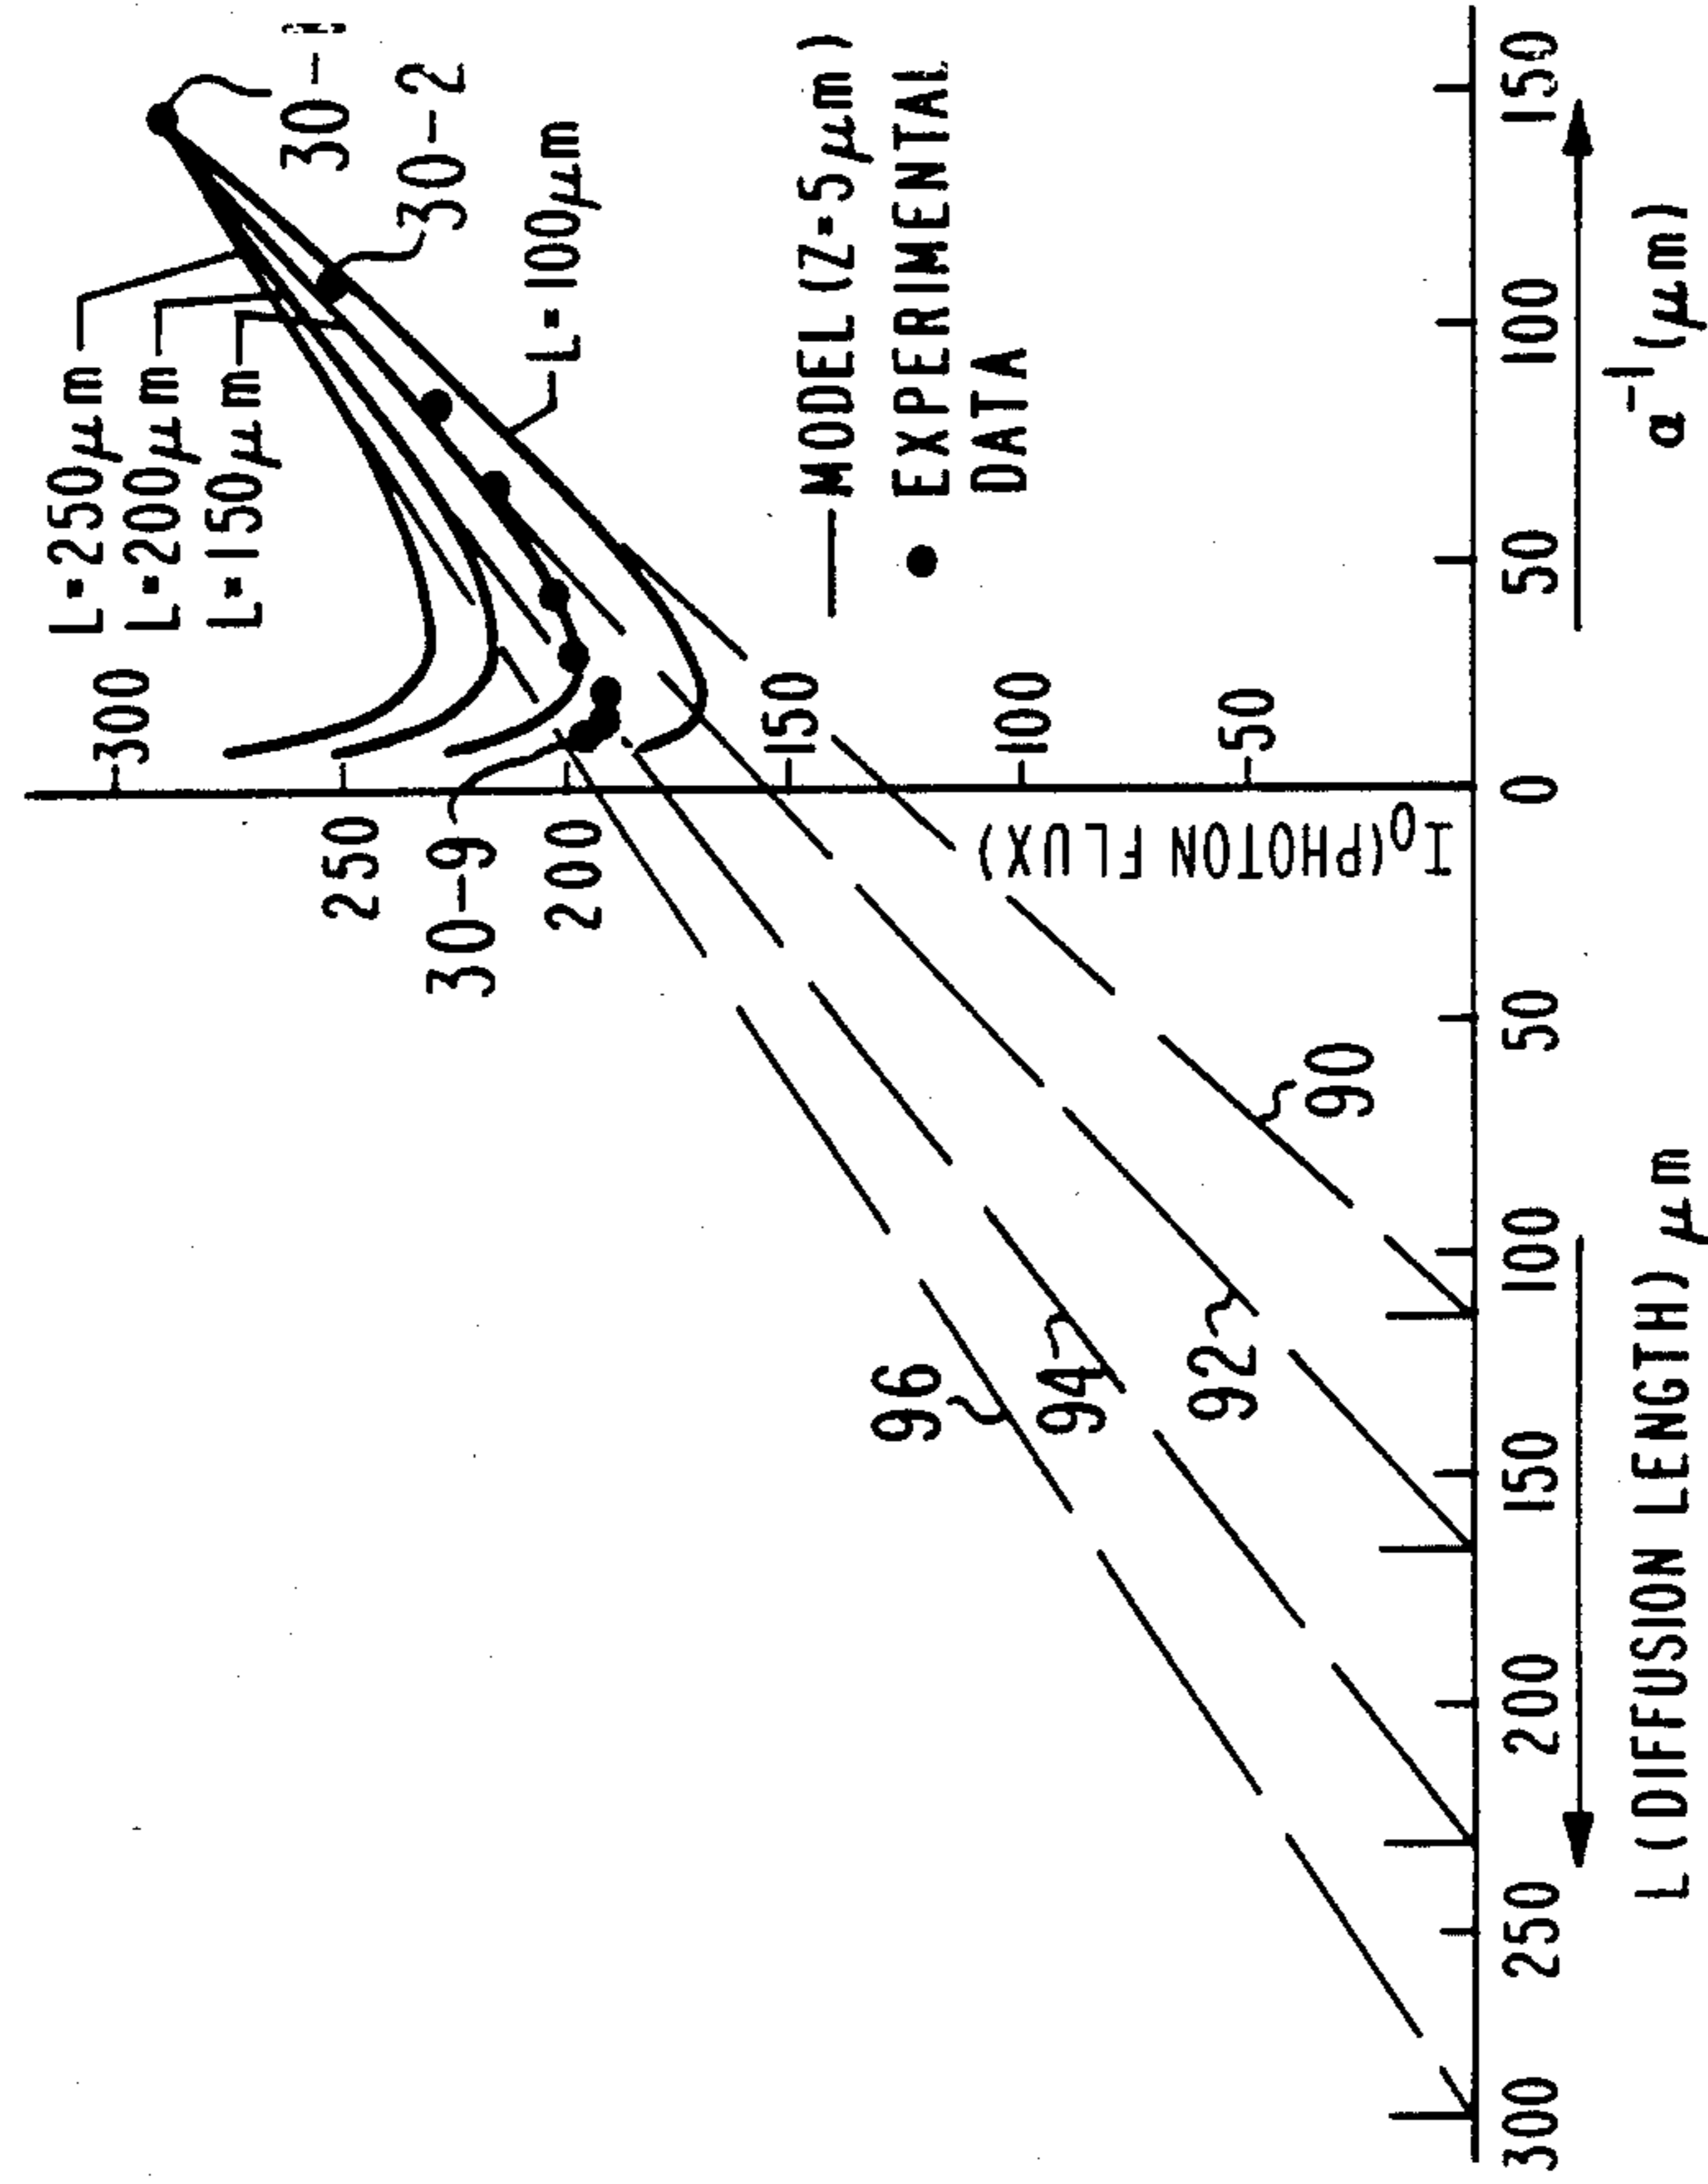 L=250μm
L=200μm
L=150μm
30-1
30-2
L=100μm
MODEL (Z=5μm)
EXPERIMENTAL
DATA
300
250
30-9
200
150
100
50
I₀(PHOTON FLUX)
96
94
92
90
300
250
200
150
100
50
0
50
100
150
L (DIFFUSION LENGTH) μm
α⁻¹(μm)